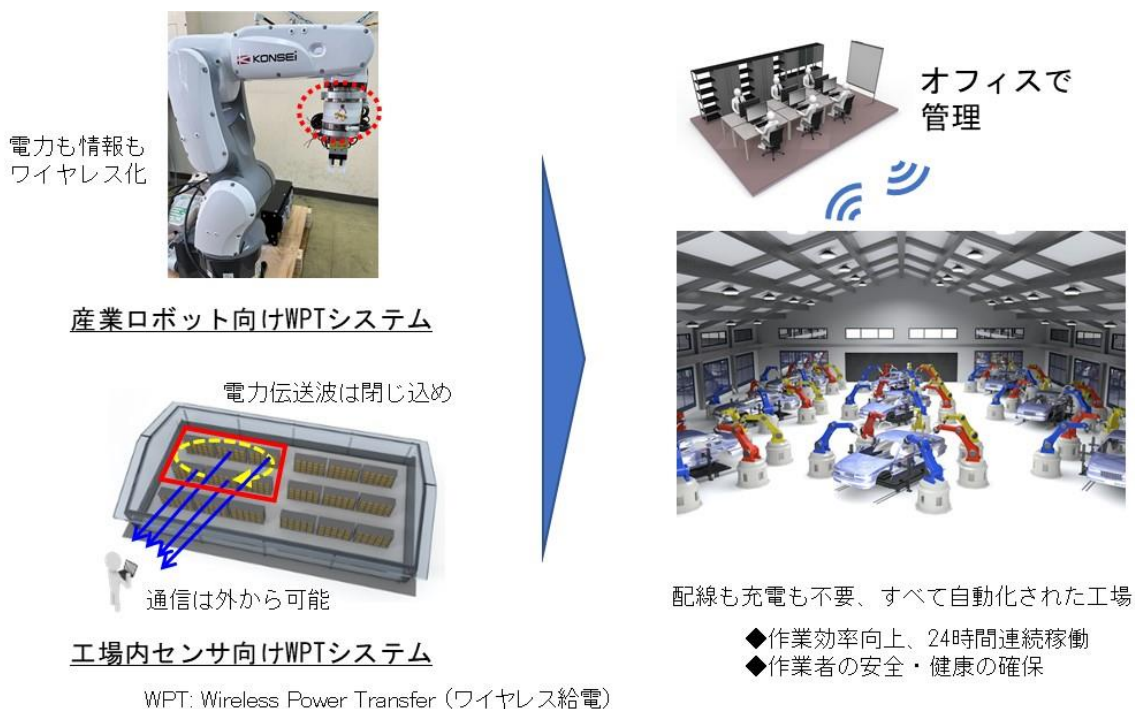 KONSEI
電力も情報も
ワイヤレス化
産業ロボット向けWPTシステム
電力伝送波は閉じ込め
通信は外から可能
工場内センサ向けWPTシステム
WPT: Wireless Power Transfer (ワイヤレス給電)
オフィスで
管理
配線も充電も不要、すべて自動化された工場
◆作業効率向上、24時間連続稼働
◆作業者の安全・健康の確保